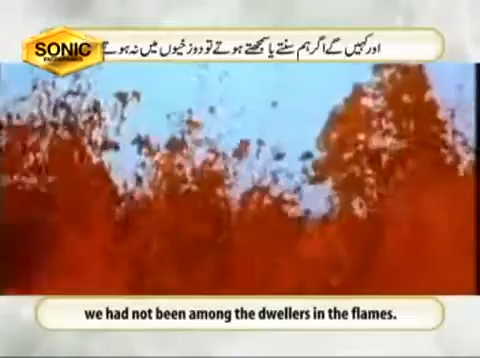 اور کہیں گے اگر ہم سنتے یا سمجھتے ہوتے تو دوزخیوں میں نہ ہوتے
SONIC
ENTERPRISES
we had not been among the dwellers in the flames.